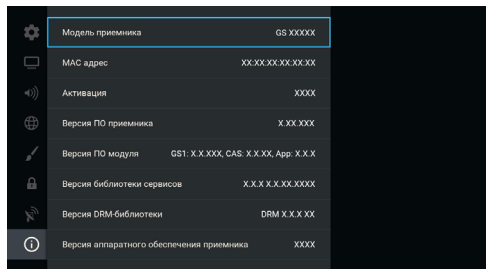 Модель приемника GS XXXXX
MAC адрес XX:XX:XX:XX:XX:XX
Активация XXXX
Версия ПО приемника X.XX.XXX
Версия ПО модуля GS1: X.X.XXX, CAS: X.X.XX, App: X.X.X
Версия библиотеки сервисов X.X.X X.X.XX.XXXX
Версия DRM-библиотеки DRM X.X.X XX
Версия аппаратного обеспечения приемника XXXX